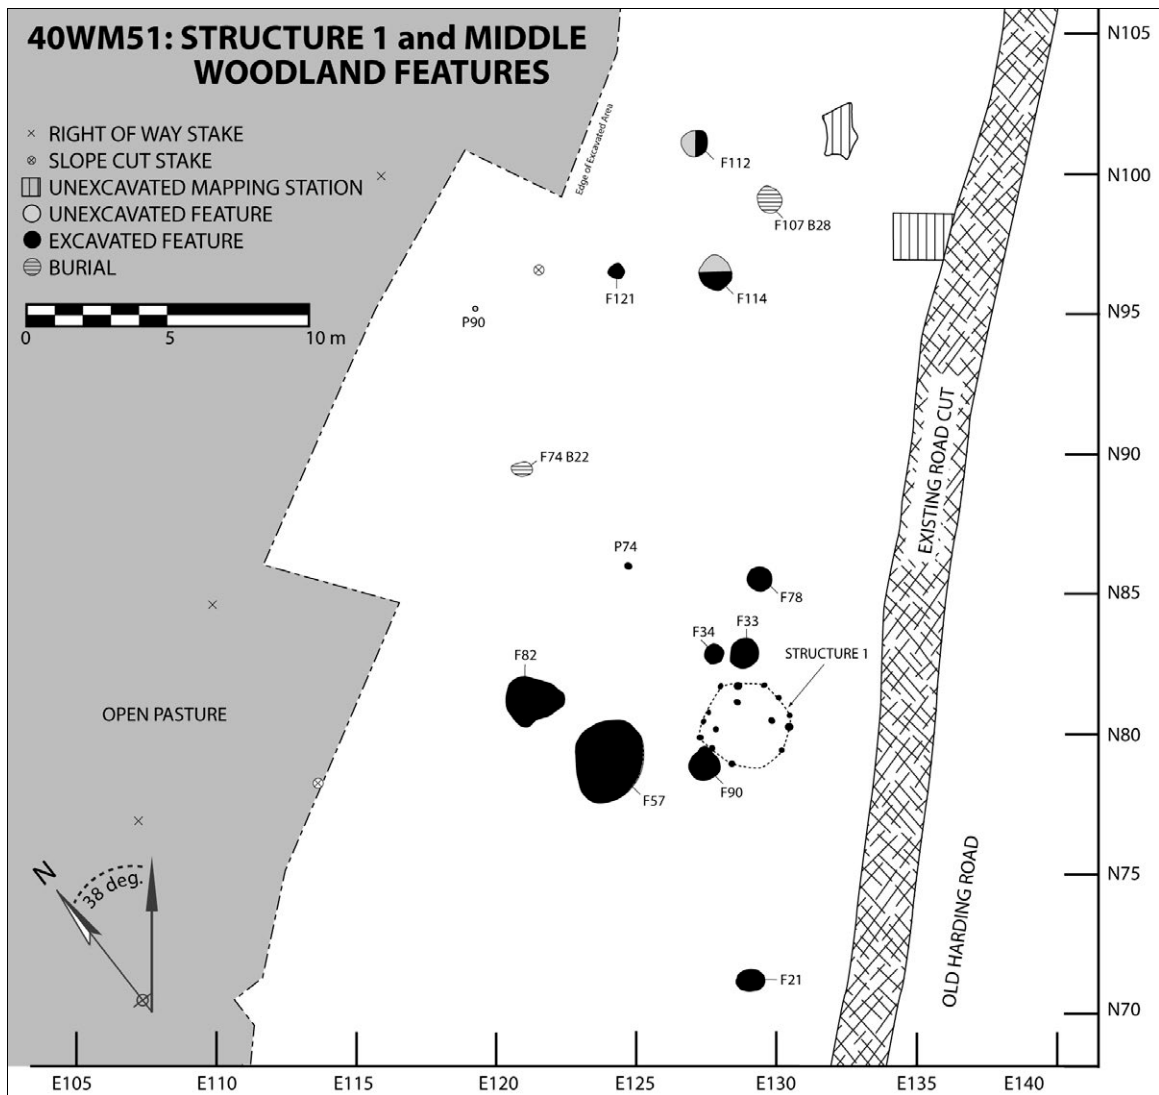 40WM51: STRUCTURE 1 and MIDDLE
WOODLAND FEATURES
RIGHT OF WAY STAKE
SLOPE CUT STAKE
UNEXCAVATED MAPPING STATION
UNEXCAVATED FEATURE
EXCAVATED FEATURE
BURIAL
0 5 10 m
Edge of Excavated Area
N105
F112
N100
F107 B28
F121
F114
P90
N95
EXISTING ROAD CUT
F74 B22
N90
P74
F78
N85
F34
F33
F82
STRUCTURE 1
OPEN PASTURE
N80
F57
F90
N
38 deg.
N75
OLD HARDING ROAD
F21
N70
E105 E110 E115 E120 E125 E130 E135 E140